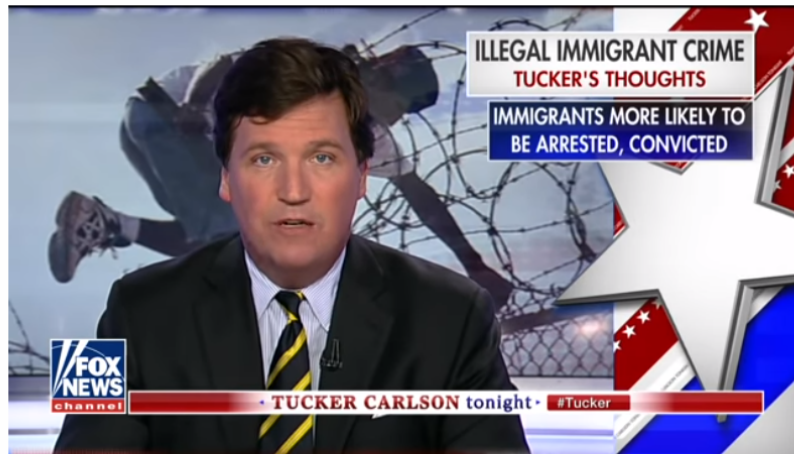 ILLEGAL IMMIGRANT CRIME
TUCKER'S THOUGHTS
IMMIGRANTS MORE LIKELY TO
BE ARRESTED, CONVICTED
FOX
NEWS
channel
TUCKER CARLSON tonight
#Tucker